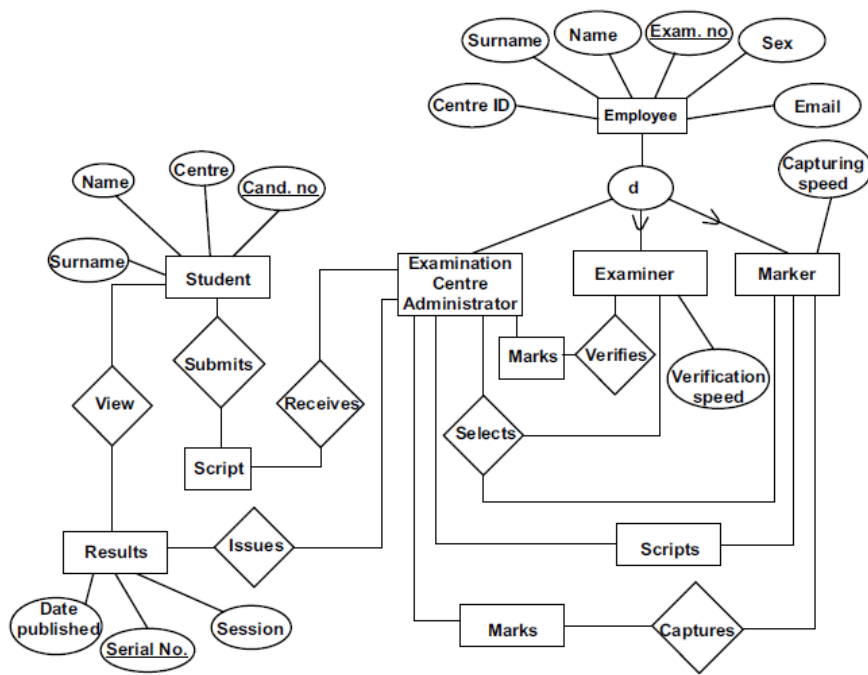 Surname
Name
Exam. no
Sex
Centre ID
Employee
Email
Centre
Name
Cand. no
d
Capturing
speed
Surname
Student
Examination
Centre
Administrator
Examiner
Marker
Submits
Marks
Verifies
View
Receives
Verification
speed
Selects
Script
Results
Issues
Scripts
Date
published
Session
Serial No.
Marks
Captures